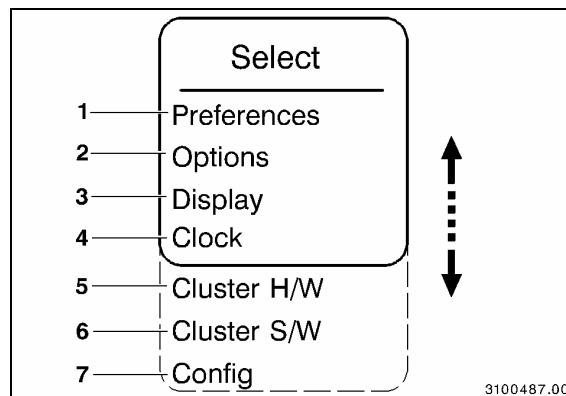 Select
1 Preferences
2 Options
3 Display
4 Clock
5 Cluster H/W
6 Cluster S/W
7 Config
3100487.00